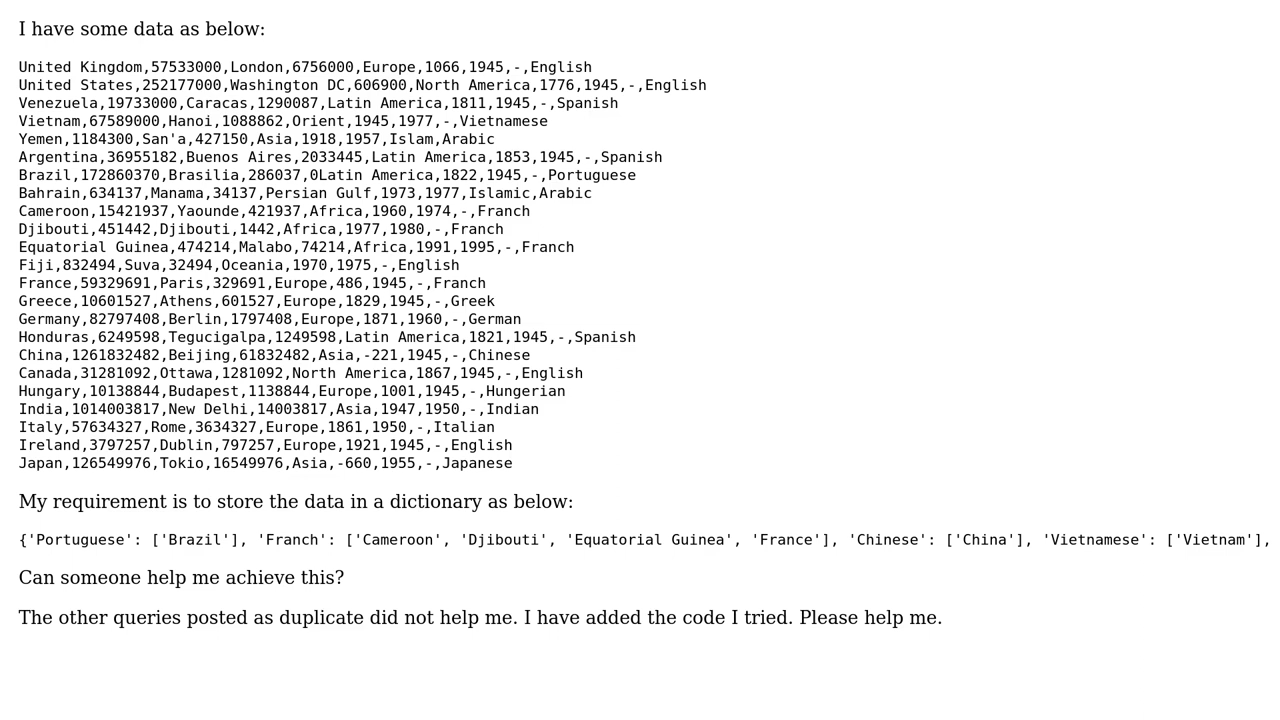 I have some data as below:
United Kingdom,57533000,London,6756000,Europe,1066,1945,-,English
United States,252177000,Washington DC,606900,North America,1776,1945,-,English
Venezuela,19733000,Caracas,1290087,Latin America,1811,1945,-,Spanish
Vietnam,67589000,Hanoi,1088862,Orient,1945,1977,-,Vietnamese
Yemen,1184300,San'a,427150,Asia,1918,1957,Islam,Arabic
Argentina,36955182,Buenos Aires,2033445,Latin America,1853,1945,-,Spanish
Brazil,172860370,Brasilia,286037,0Latin America,1822,1945,-,Portuguese
Bahrain,634137,Manama,34137,Persian Gulf,1973,1977,Islamic,Arabic
Cameroon,15421937,Yaounde,421937,Africa,1960,1974,-,Franch
Djibouti,451442,Djibouti,1442,Africa,1977,1980,-,Franch
Equatorial Guinea,474214,Malabo,74214,Africa,1991,1995,-,Franch
Fiji,832494,Suva,32494,Oceania,1970,1975,-,English
France,59329691,Paris,329691,Europe,486,1945,-,Franch
Greece,10601527,Athens,601527,Europe,1829,1945,-,Greek
Germany,82797408,Berlin,1797408,Europe,1871,1960,-,German
Honduras,6249598,Tegucigalpa,1249598,Latin America,1821,1945,-,Spanish
China,1261832482,Beijing,61832482,Asia,-221,1945,-,Chinese
Canada,31281092,Ottawa,1281092,North America,1867,1945,-,English
Hungary,10138844,Budapest,1138844,Europe,1001,1945,-,Hungerian
India,1014003817,New Delhi,14003817,Asia,1947,1950,-,Indian
Italy,57634327,Rome,3634327,Europe,1861,1950,-,Italian
Ireland,3797257,Dublin,797257,Europe,1921,1945,-,English
Japan,126549976,Tokio,16549976,Asia,-660,1955,-,Japanese
My requirement is to store the data in a dictionary as below:
{'Portuguese': ['Brazil'], 'Franch': ['Cameroon', 'Djibouti', 'Equatorial Guinea', 'France'], 'Chinese': ['China'], 'Vietnamese': ['Vietnam'],
Can someone help me achieve this?
The other queries posted as duplicate did not help me. I have added the code I tried. Please help me.